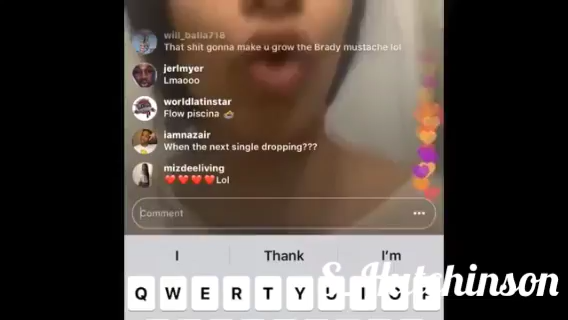 will_balla718
That shit gonna make u grow the Brady mustache lol
jerlmyer
Lmaooo
worldlatinstar
Flow piscina
iamnazair
When the next single dropping???
mizdeeliving
❤️❤️❤️❤️Lol
Comment
I Thank I'm
Q W E R T Y U I O P
S. Hutchinson